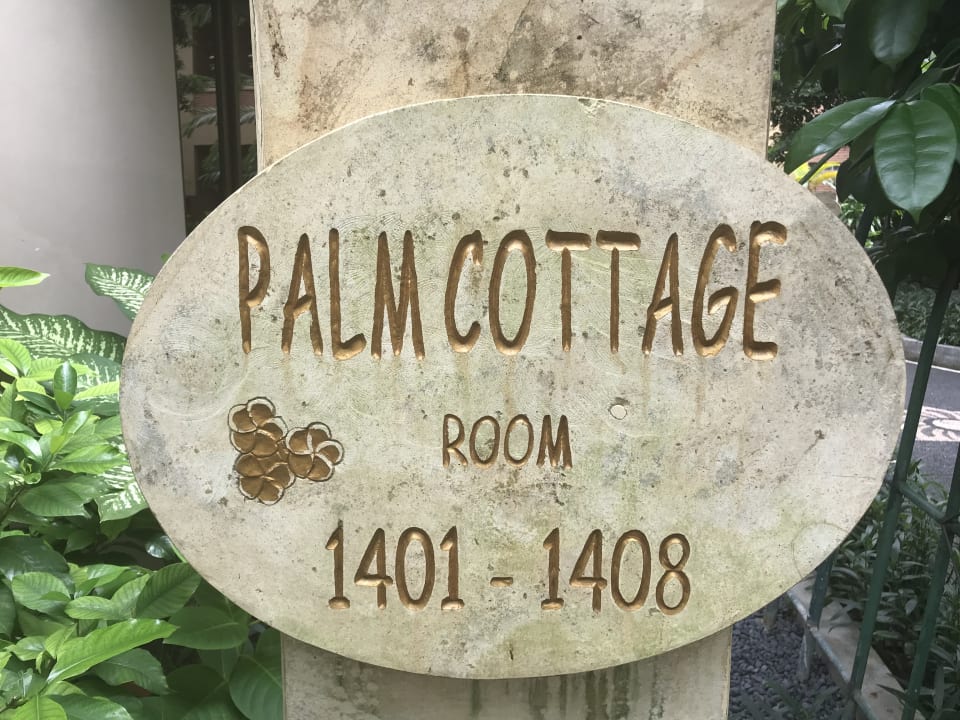 PALM COTTAGE
ROOM
1401 - 1408